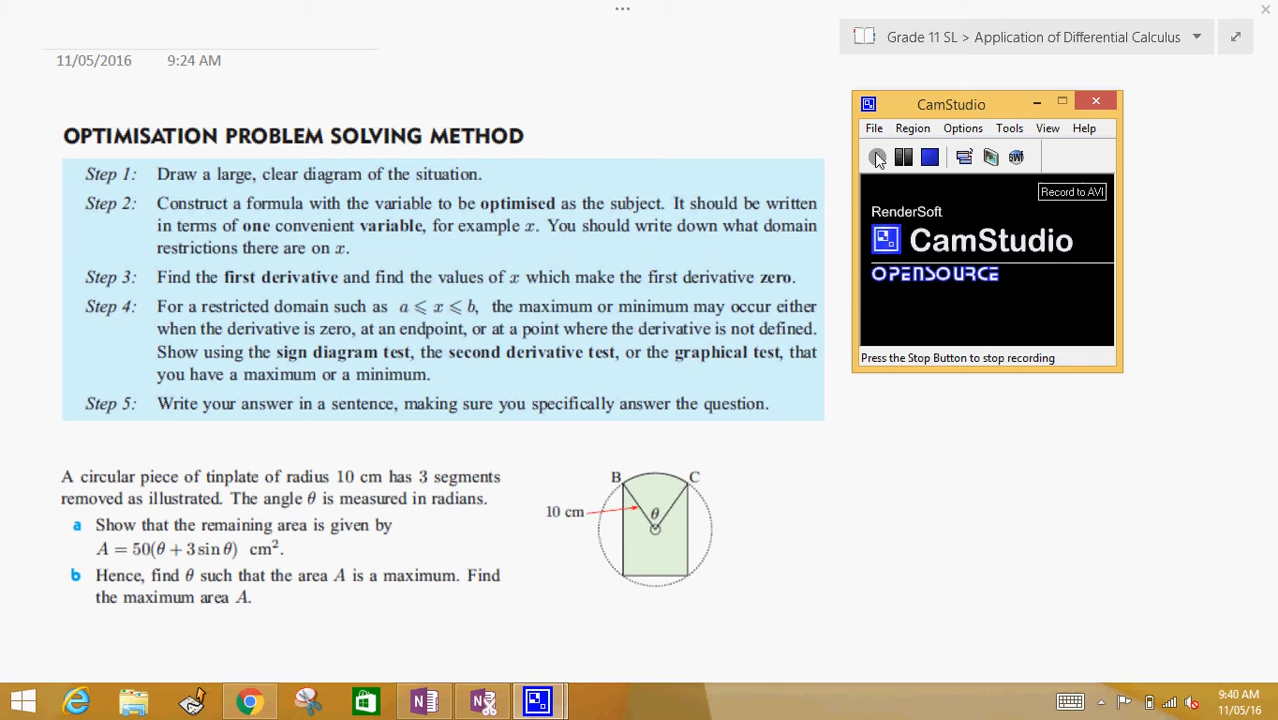 ...
Grade 11 SL > Application of Differential Calculus
11/05/2016 9:24 AM
OPTIMISATION PROBLEM SOLVING METHOD
Step 1: Draw a large, clear diagram of the situation.
Step 2: Construct a formula with the variable to be optimised as the subject. It should be written
in terms of one convenient variable, for example x. You should write down what domain
restrictions there are on x.
Step 3: Find the first derivative and find the values of x which make the first derivative zero.
Step 4: For a restricted domain such as a ⩽ x ⩽ b, the maximum or minimum may occur either
when the derivative is zero, at an endpoint, or at a point where the derivative is not defined.
Show using the sign diagram test, the second derivative test, or the graphical test, that
you have a maximum or a minimum.
Step 5: Write your answer in a sentence, making sure you specifically answer the question.
CamStudio
File Region Options Tools View Help
SWF
Record to AVI
RenderSoft
CamStudio
OPENSOURCE
Press the Stop Button to stop recording
A circular piece of tinplate of radius 10 cm has 3 segments
removed as illustrated. The angle θ is measured in radians.
a Show that the remaining area is given by
A = 50(θ + 3 sin θ) cm².
b Hence, find θ such that the area A is a maximum. Find
the maximum area A.
B C
10 cm θ
9:40 AM
11/05/16